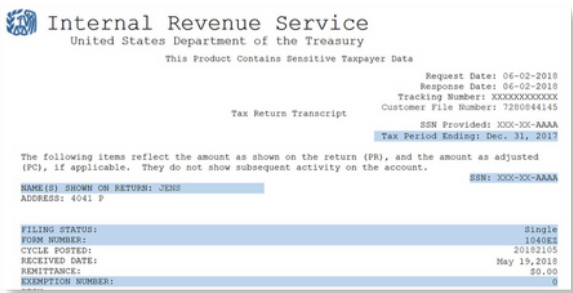 Internal Revenue Service
United States Department of the Treasury
This Product Contains Sensitive Taxpayer Data
Request Date: 06-02-2018
Response Date: 06-02-2018
Tracking Number: XXXXXXXXXXXX
Customer File Number: 7280844145
Tax Return Transcript
SSN Provided: XXX-XX-AAAA
Tax Period Ending: Dec. 31, 2017
The following items reflect the amount as shown on the return (PR), and the amount as adjusted
(PC), if applicable. They do not show subsequent activity on the account.
SSN: XXX-XX-AAAA
NAME(S) SHOWN ON RETURN: JENS
ADDRESS: 4041 P
FILING STATUS: Single
FORM NUMBER: 1040EZ
CYCLE POSTED: 20182105
RECEIVED DATE: May 19,2018
REMITTANCE: $0.00
EXEMPTION NUMBER: 0